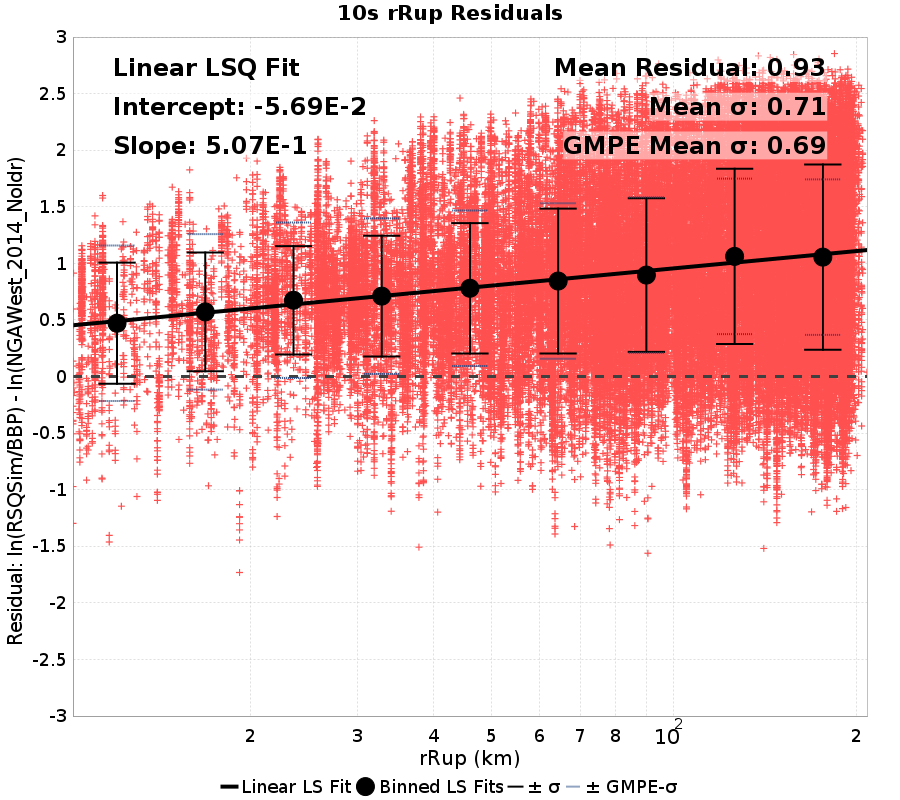 10s rRup Residuals
Linear LSQ Fit
Intercept: -5.69E-2
Slope: 5.07E-1
Mean Residual: 0.93
Mean σ: 0.71
GMPE Mean σ: 0.69
Residual: ln(RSQSim/BBP) - ln(NGAWest_2014_NoIdr)
3
2.5
2
1.5
1
0.5
0
-0.5
-1
-1.5
-2
-2.5
-3
2 3 4 5 6 7 8 10² 2
rRup (km)
Linear LS Fit Binned LS Fits ± σ ± GMPE-σ